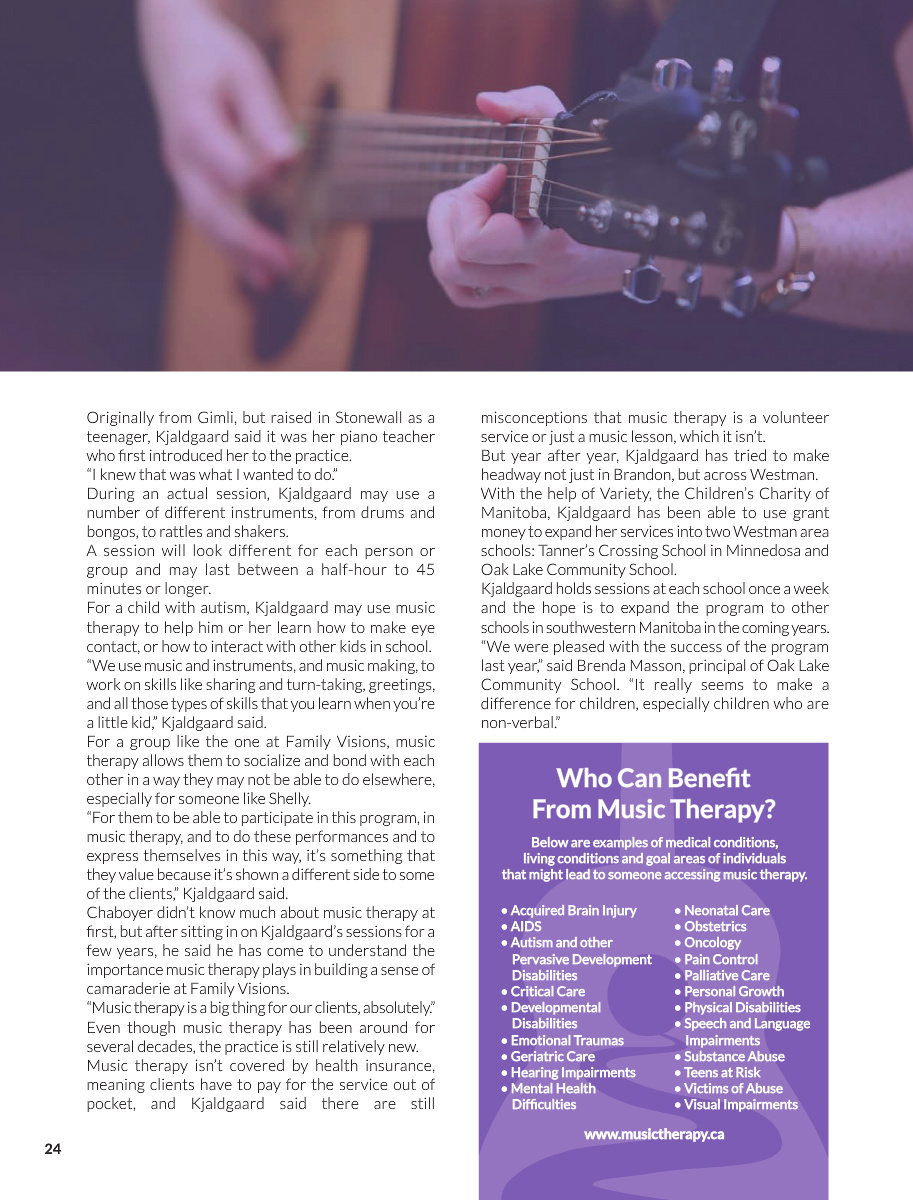 Originally from Gimli, but raised in Stonewall as a
teenager, Kjaldgaard said it was her piano teacher
who first introduced her to the practice.
“I knew that was what I wanted to do.”
During an actual session, Kjaldgaard may use a
number of different instruments, from drums and
bongos, to rattles and shakers.
A session will look different for each person or
group and may last between a half-hour to 45
minutes or longer.
For a child with autism, Kjaldgaard may use music
therapy to help him or her learn how to make eye
contact, or how to interact with other kids in school.
“We use music and instruments, and music making, to
work on skills like sharing and turn-taking, greetings,
and all those types of skills that you learn when you’re
a little kid,” Kjaldgaard said.
For a group like the one at Family Visions, music
therapy allows them to socialize and bond with each
other in a way they may not be able to do elsewhere,
especially for someone like Shelly.
“For them to be able to participate in this program, in
music therapy, and to do these performances and to
express themselves in this way, it’s something that
they value because it’s shown a different side to some
of the clients,” Kjaldgaard said.
Chaboyer didn’t know much about music therapy at
first, but after sitting in on Kjaldgaard’s sessions for a
few years, he said he has come to understand the
importance music therapy plays in building a sense of
camaraderie at Family Visions.
“Music therapy is a big thing for our clients, absolutely.”
Even though music therapy has been around for
several decades, the practice is still relatively new.
Music therapy isn’t covered by health insurance,
meaning clients have to pay for the service out of
pocket, and Kjaldgaard said there are still
misconceptions that music therapy is a volunteer
service or just a music lesson, which it isn’t.
But year after year, Kjaldgaard has tried to make
headway not just in Brandon, but across Westman.
With the help of Variety, the Children’s Charity of
Manitoba, Kjaldgaard has been able to use grant
money to expand her services into two Westman area
schools: Tanner’s Crossing School in Minnedosa and
Oak Lake Community School.
Kjaldgaard holds sessions at each school once a week
and the hope is to expand the program to other
schools in southwestern Manitoba in the coming years.
“We were pleased with the success of the program
last year,” said Brenda Masson, principal of Oak Lake
Community School. “It really seems to make a
difference for children, especially children who are
non-verbal.”
Who Can Benefit
From Music Therapy?
Below are examples of medical conditions,
living conditions and goal areas of individuals
that might lead to someone accessing music therapy.
• Acquired Brain Injury
• AIDS
• Autism and other
Pervasive Development
Disabilities
• Critical Care
• Developmental
Disabilities
• Emotional Traumas
• Geriatric Care
• Hearing Impairments
• Mental Health
Difficulties
• Neonatal Care
• Obstetrics
• Oncology
• Pain Control
• Palliative Care
• Personal Growth
• Physical Disabilities
• Speech and Language
Impairments
• Substance Abuse
• Teens at Risk
• Victims of Abuse
• Visual Impairments
www.musictherapy.ca
24